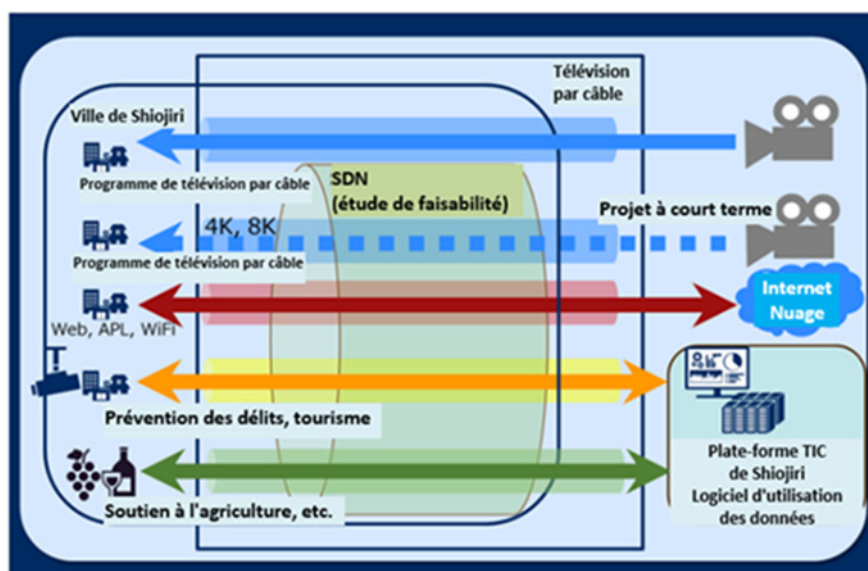 Télévision
par câble
Ville de Shiojiri
Programme de télévision par câble
SDN
(étude de faisabilité)
Projet à court terme
4K, 8K
Programme de télévision par câble
Internet
Nuage
Web, APL, WiFi
Prévention des délits, tourisme
Plate-forme TIC
de Shiojiri
Logiciel d'utilisation
des données
Soutien à l'agriculture, etc.